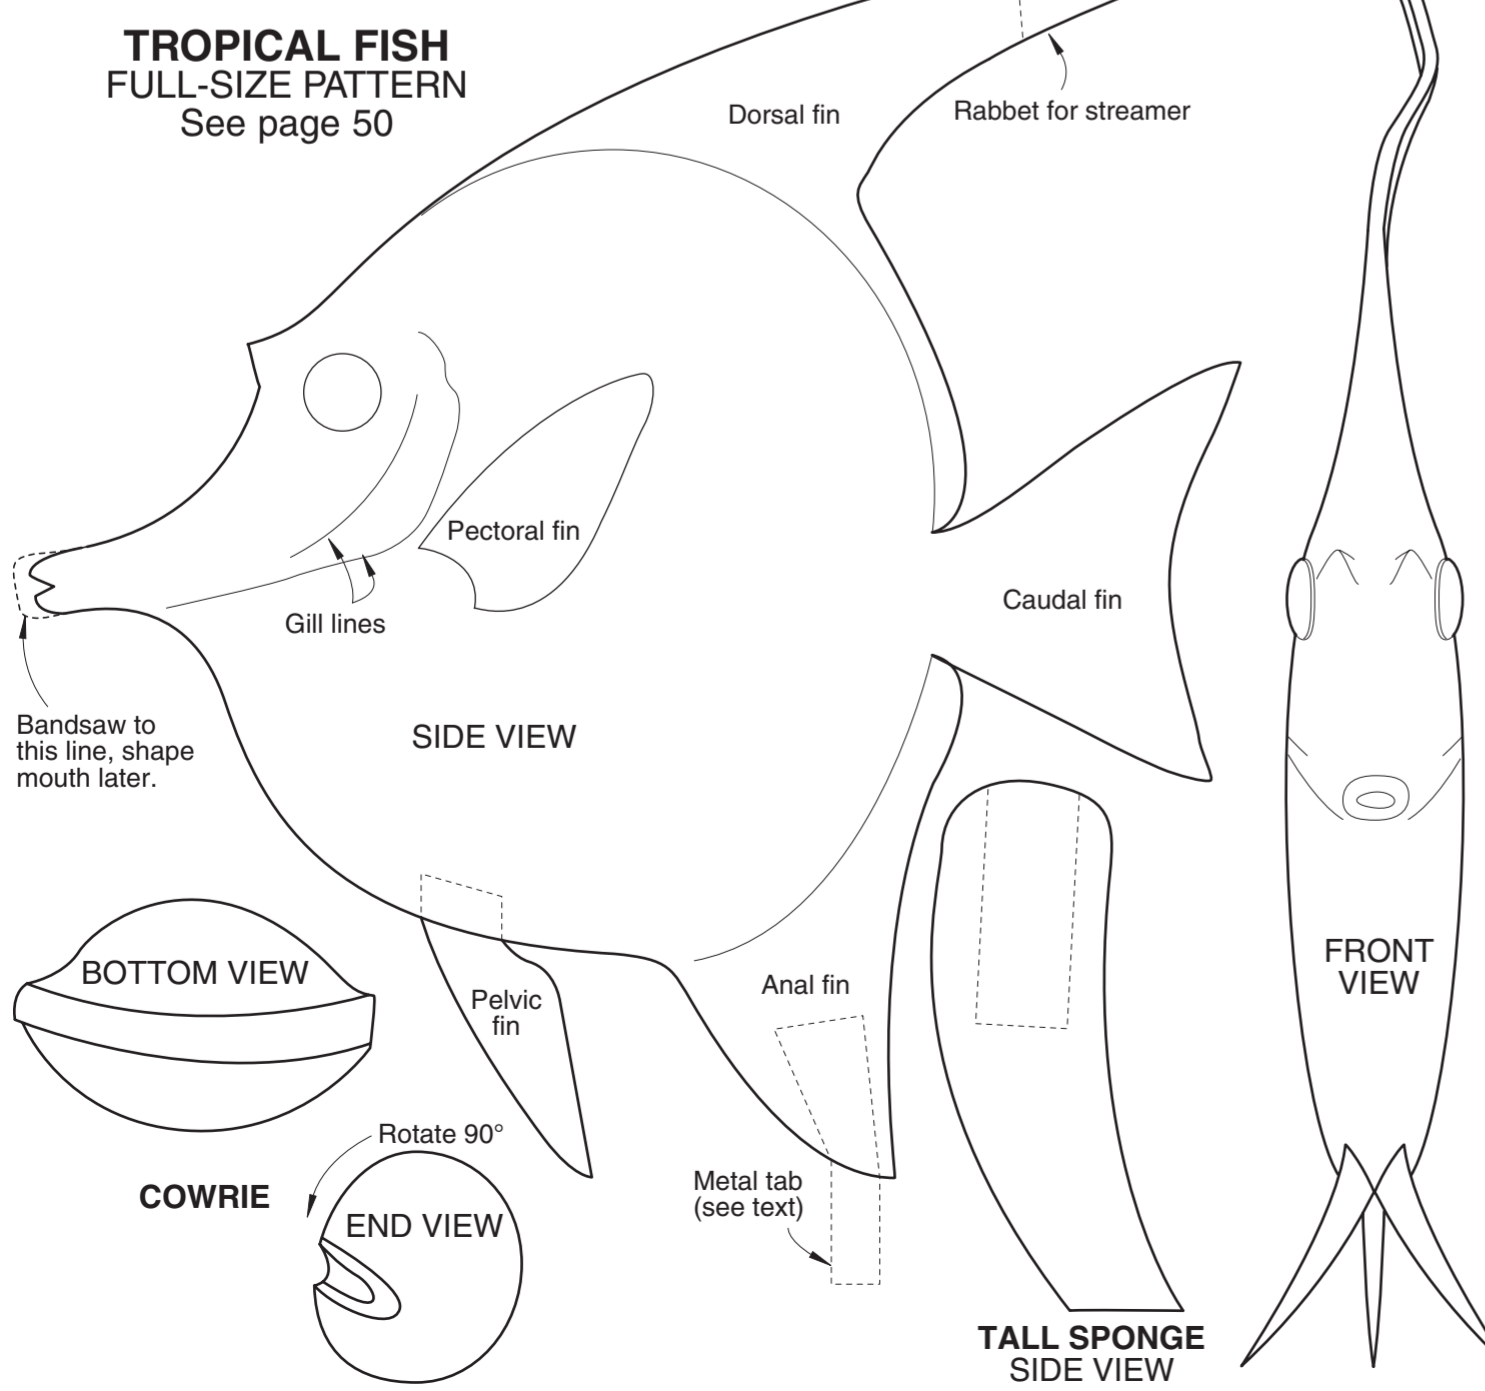 TROPICAL FISH
FULL-SIZE PATTERN
See page 50
Dorsal fin
Rabbet for streamer
Pectoral fin
Gill lines
Caudal fin
Bandsaw to
this line, shape
mouth later.
SIDE VIEW
BOTTOM VIEW
Pelvic
fin
Anal fin
FRONT
VIEW
Rotate 90°
COWRIE
END VIEW
Metal tab
(see text)
TALL SPONGE
SIDE VIEW